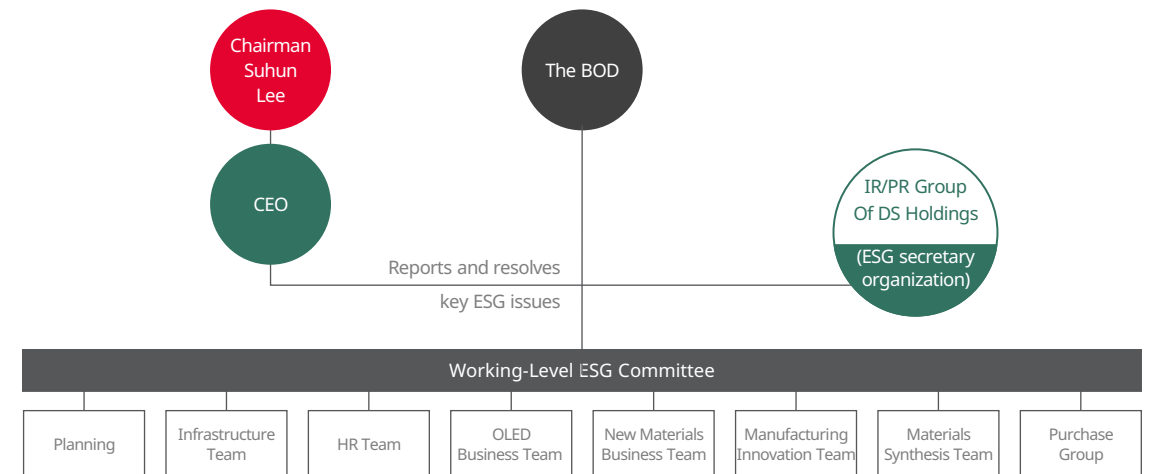 Chairman
Suhun
Lee
The BOD
CEO
IR/PR Group
Of DS Holdings
(ESG secretary
organization)
Reports and resolves
key ESG issues
Working-Level ESG Committee
Planning
Infrastructure
Team
HR Team
OLED
Business Team
New Materials
Business Team
Manufacturing
Innovation Team
Materials
Synthesis Team
Purchase
Group